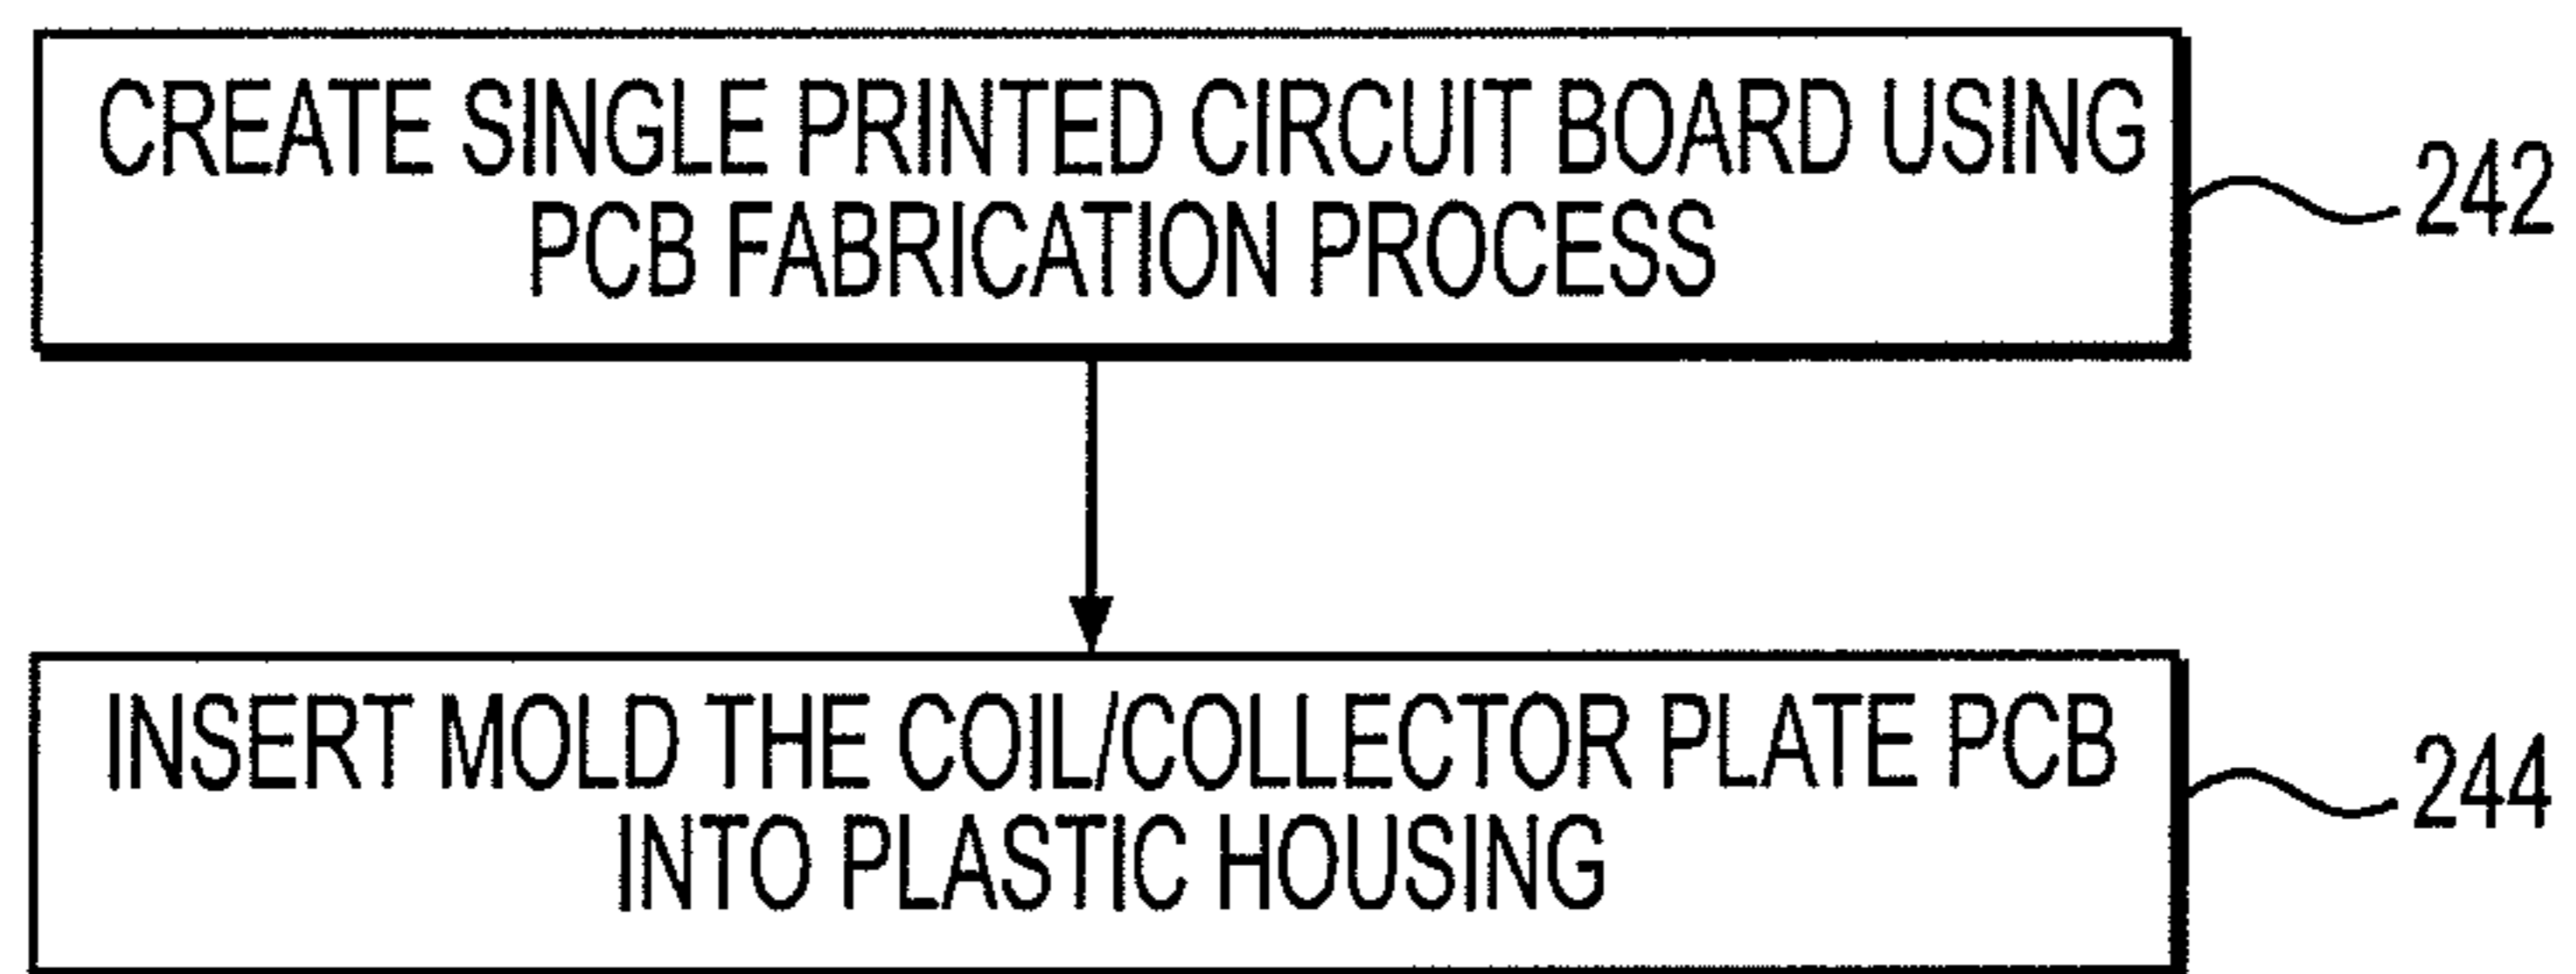 CREATE SINGLE PRINTED CIRCUIT BOARD USING
PCB FABRICATION PROCESS
242
INSERT MOLD THE COIL/COLLECTOR PLATE PCB
INTO PLASTIC HOUSING
244